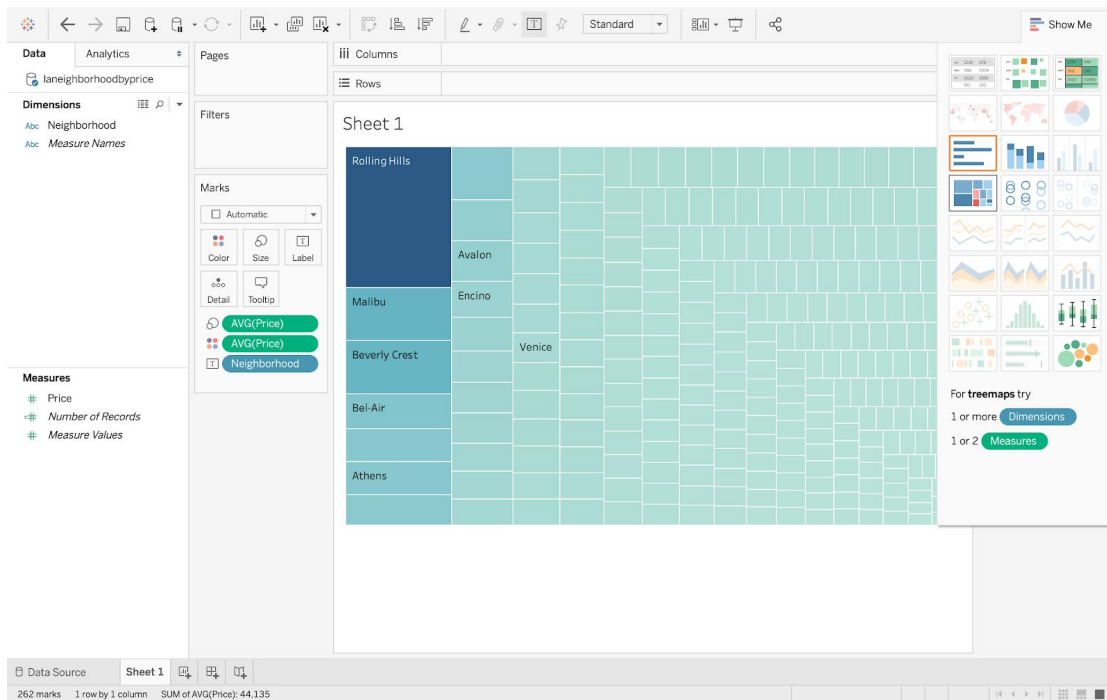 Standard
Show Me
Data
Analytics
laneighborhoodbyprice
Dimensions
Abc Neighborhood
Abc Measure Names
Measures
Price
Number of Records
Measure Values
Pages
Filters
Marks
Automatic
Color
Size
Label
Detail
Tooltip
AVG(Price)
AVG(Price)
Neighborhood
Columns
Rows
Sheet 1
Rolling Hills
Malibu
Beverly Crest
Bel-Air
Athens
Avalon
Encino
Venice
For treemaps try
1 or more Dimensions
1 or 2 Measures
Data Source
Sheet 1
262 marks 1 row by 1 column SUM of AVG(Price): 44,135